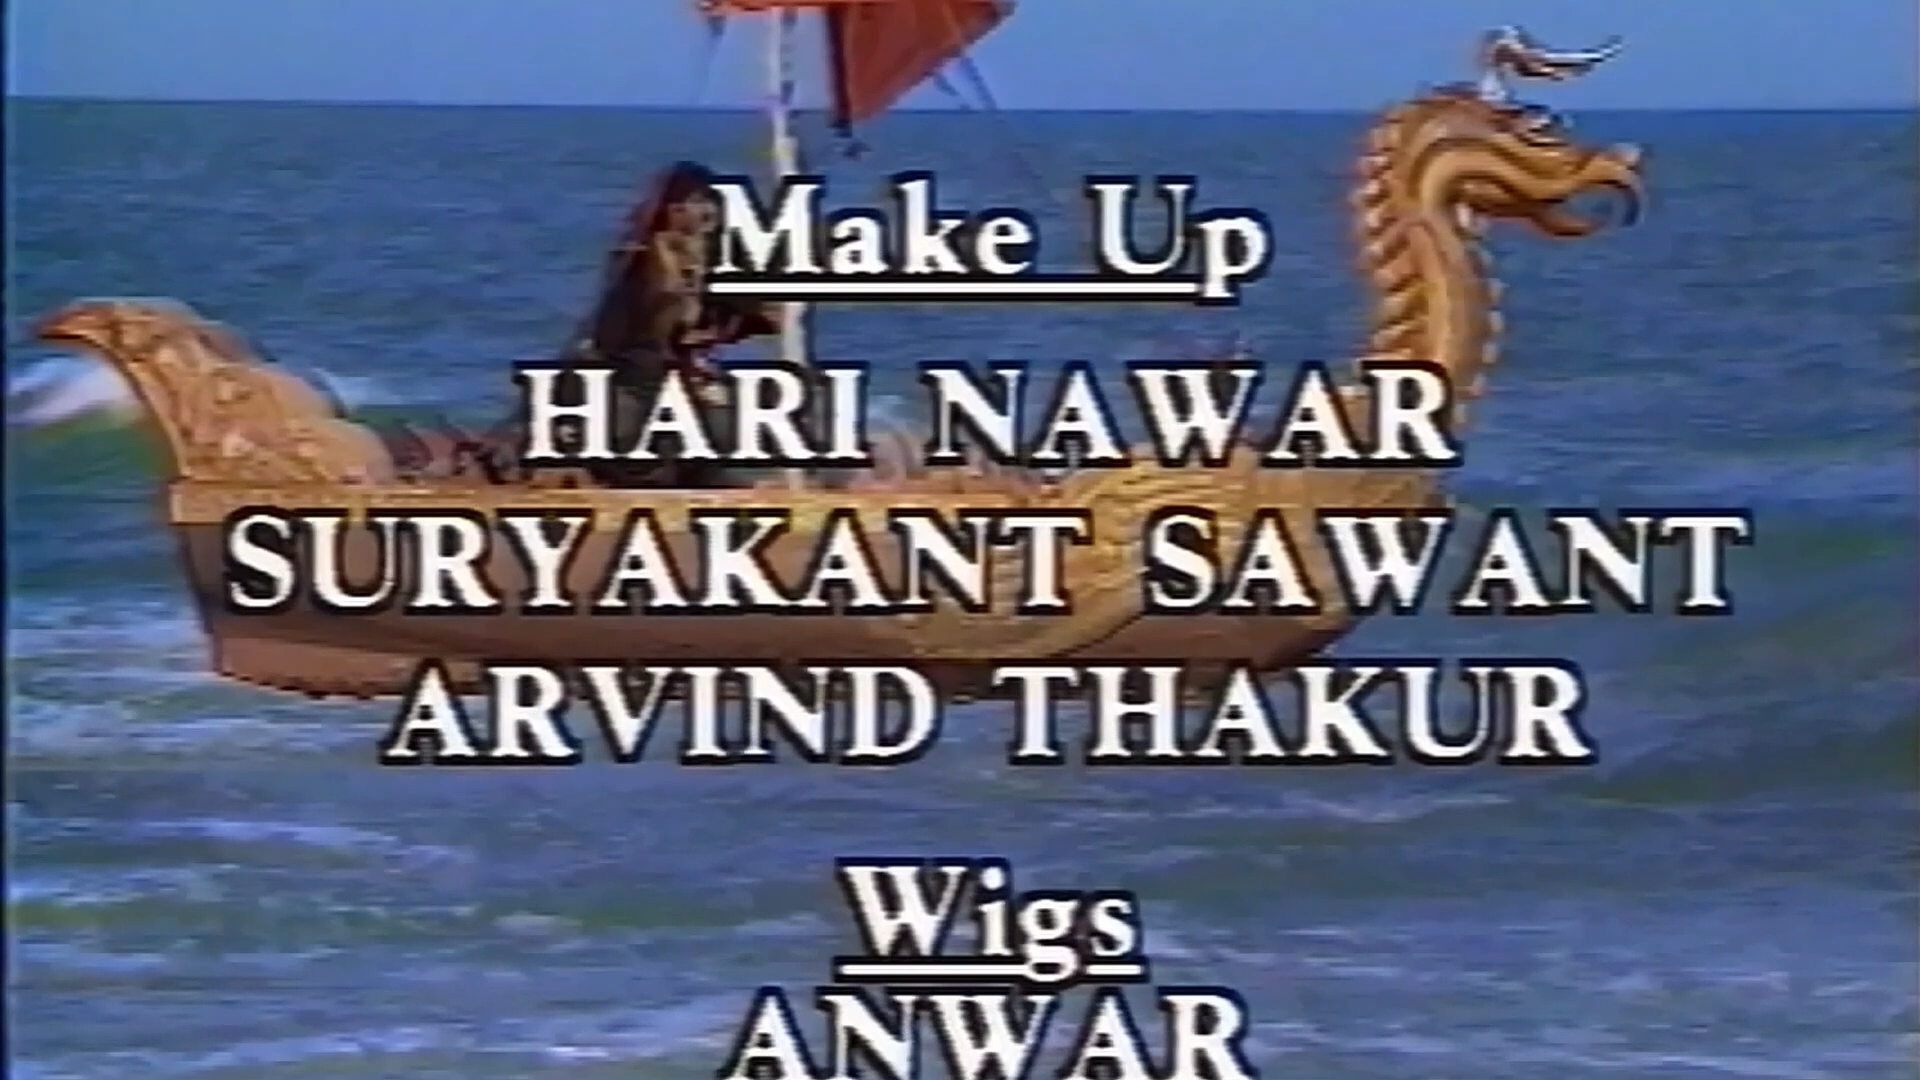 Make Up
HARI NAWAR
SURYAKANT SAWANT
ARVIND THAKUR
Wigs
ANWAR